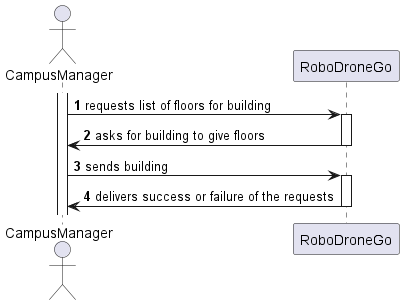 CampusManager
RoboDroneGo
1 requests list of floors for building
2 asks for building to give floors
3 sends building
4 delivers success or failure of the requests
CampusManager
RoboDroneGo